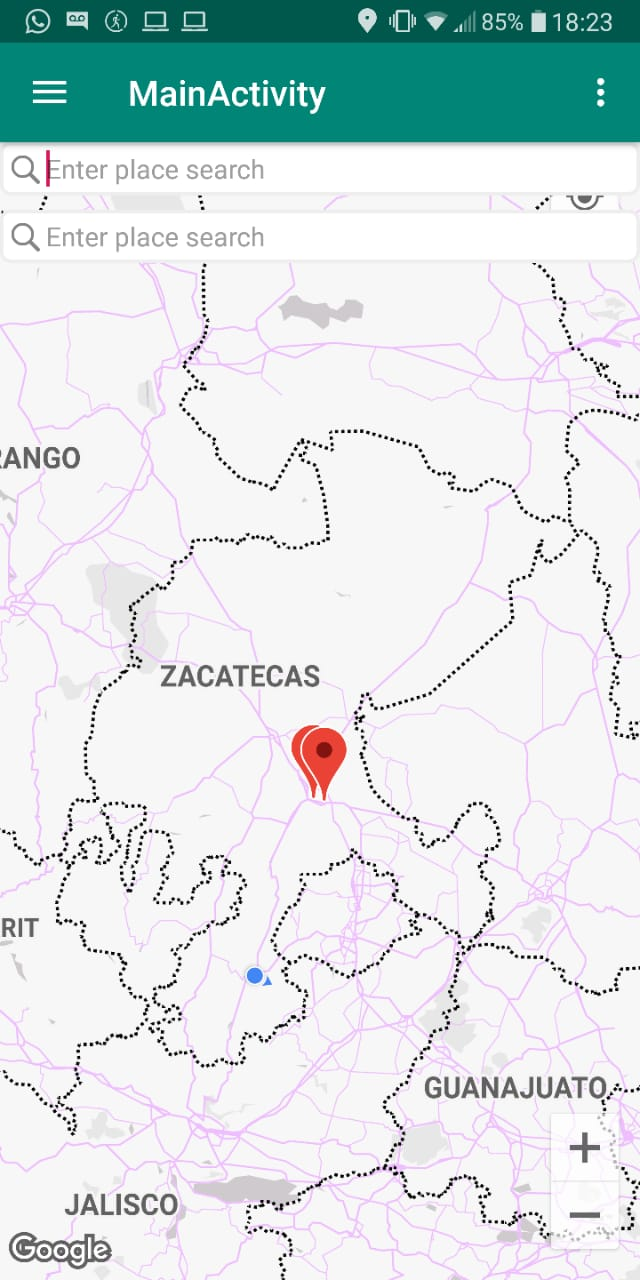 85% 18:23
MainActivity
Enter place search
Enter place search
RANGO
ZACATECAS
RIT
GUANAJUATO
JALISCO
Google